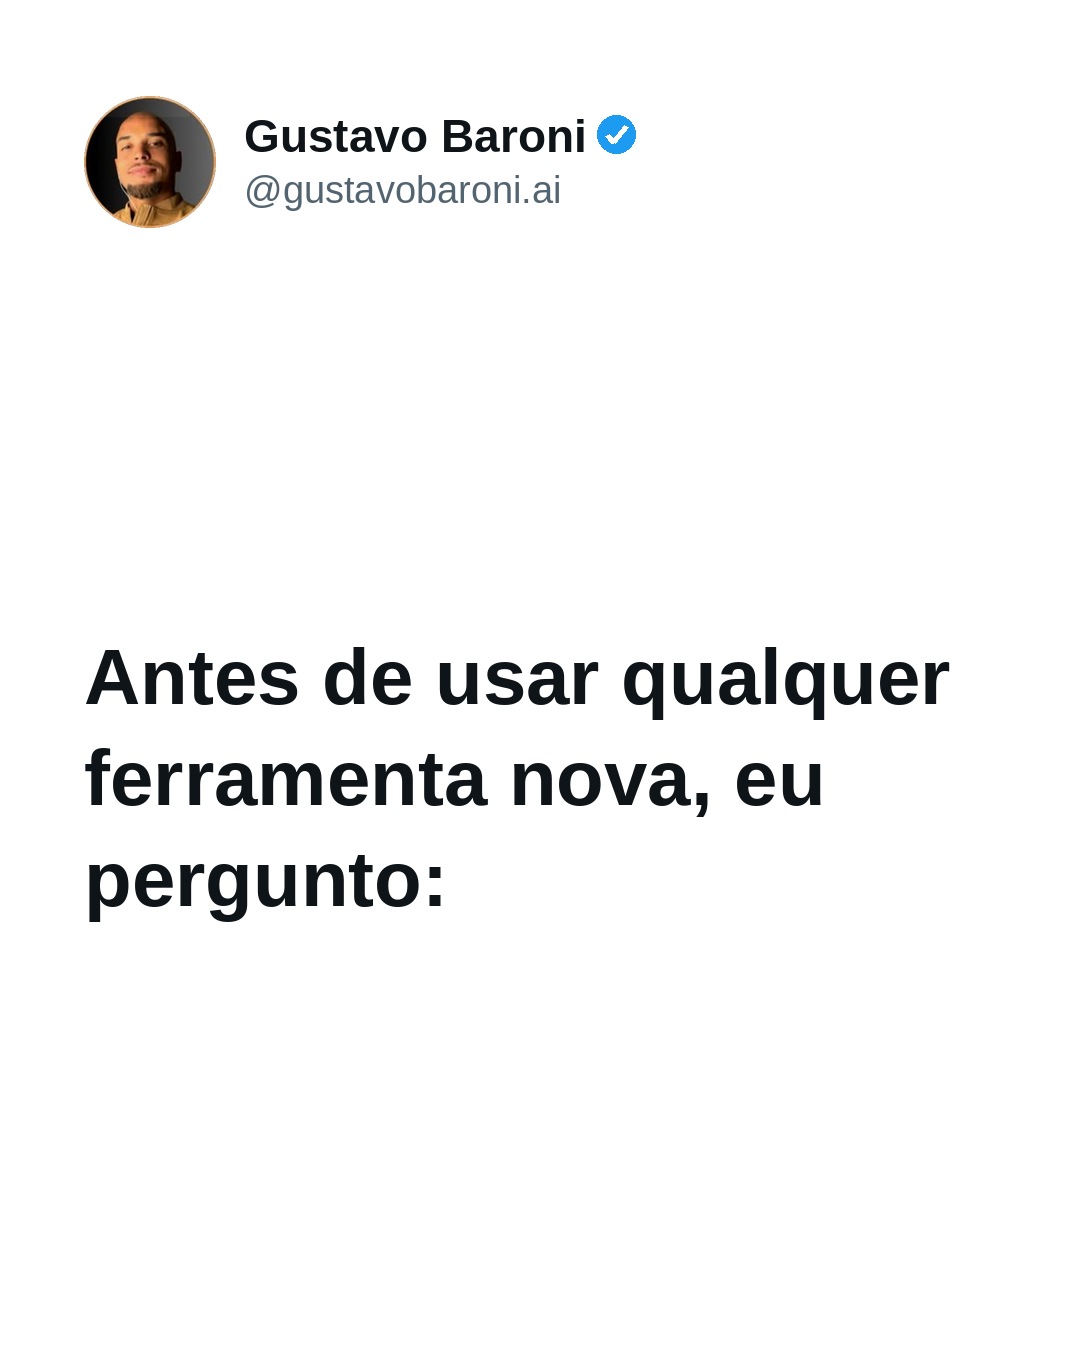 Gustavo Baroni
@gustavobaroni.ai
Antes de usar qualquer
ferramenta nova, eu
pergunto: